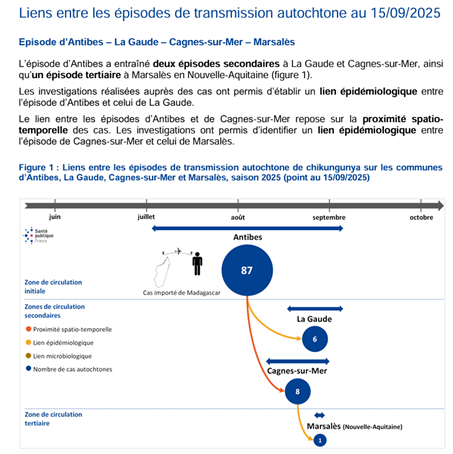 Liens entre les épisodes de transmission autochtone au 15/09/2025
Episode d'Antibes – La Gaude – Cagnes-sur-Mer – Marsalès
L'épisode d'Antibes a entraîné deux épisodes secondaires à La Gaude et Cagnes-sur-Mer, ainsi
qu'un épisode tertiaire à Marsalès en Nouvelle-Aquitaine (figure 1).
Les investigations réalisées auprès des cas ont permis d'établir un lien épidémiologique entre
l'épisode d'Antibes et celui de La Gaude.
Le lien entre les épisodes d'Antibes et de Cagnes-sur-Mer repose sur la proximité spatio-
temporelle des cas. Les investigations ont permis d'identifier un lien épidémiologique entre
l'épisode de Cagnes-sur-Mer et celui de Marsalès.
Figure 1 : Liens entre les épisodes de transmission autochtone de chikungunya sur les communes
d'Antibes, La Gaude, Cagnes-sur-Mer et Marsalès, saison 2025 (point au 15/09/2025)
juin juillet août septembre octobre
Santé
publique
France
Antibes
87
Cas importé de Madagascar
Zone de circulation
initiale
Zones de circulation
secondaires
Proximité spatio-temporelle
Lien épidémiologique
Lien microbiologique
Nombre de cas autochtones
La Gaude
6
Cagnes-sur-Mer
8
Zone de circulation
tertiaire
Marsalès (Nouvelle-Aquitaine)
1